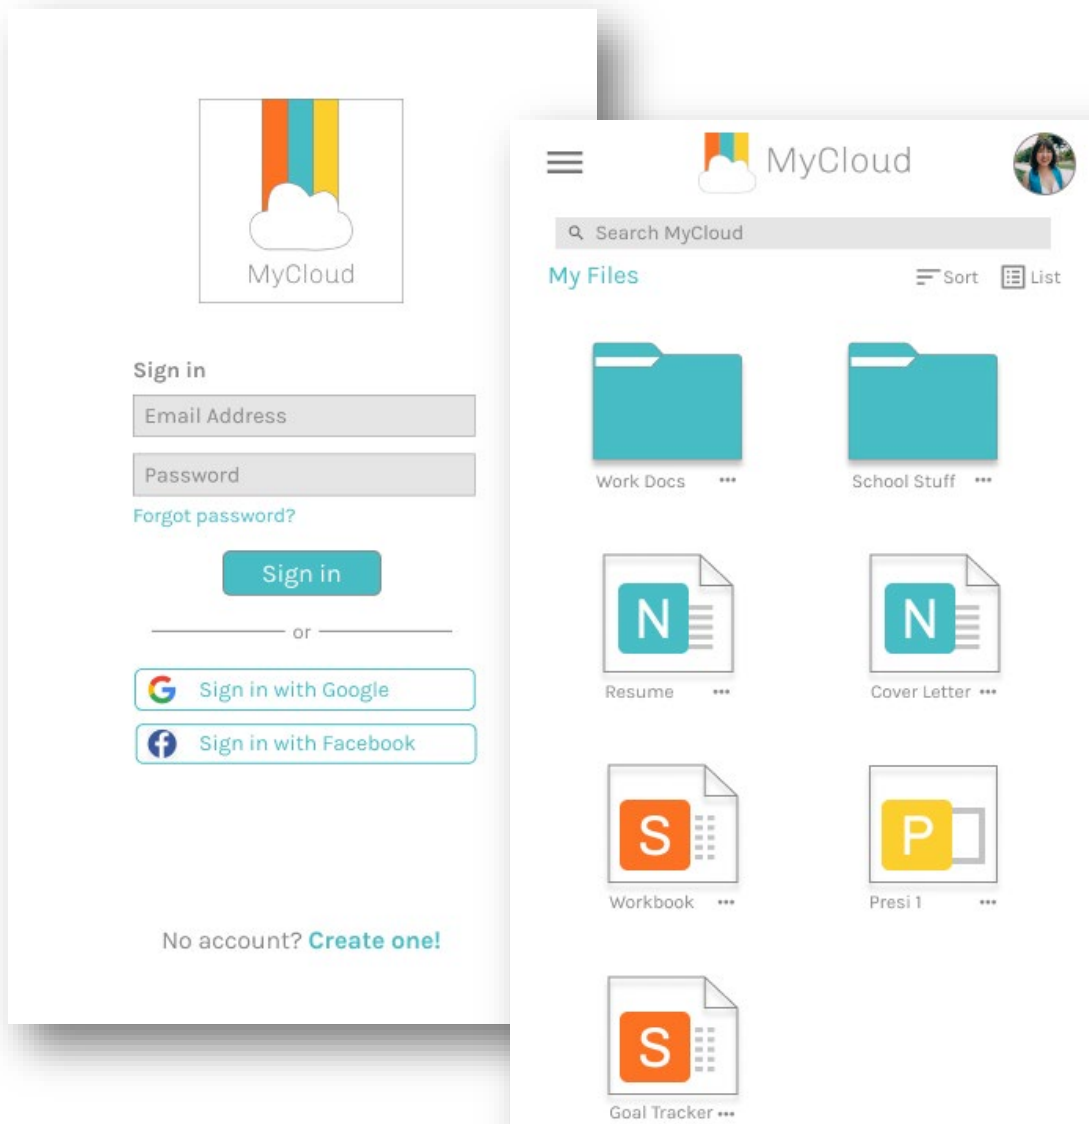 MyCloud
Sign in
Email Address
Password
Forgot password?
Sign in
or
Sign in with Google
Sign in with Facebook
No account? Create one!
MyCloud
Search MyCloud
My Files
Sort
List
Work Docs ...
School Stuff ...
N
N
Resume ...
Cover Letter ...
S
P
Workbook ...
Presi 1 ...
S
Goal Tracker ...